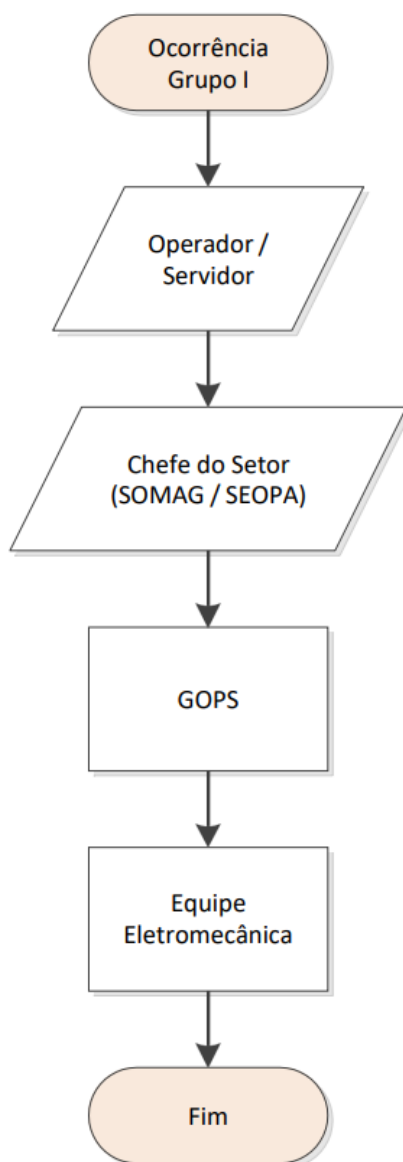 Ocorrência
Grupo I
Operador /
Servidor
Chefe do Setor
(SOMAG / SEOPA)
GOPS
Equipe
Eletromecânica
Fim